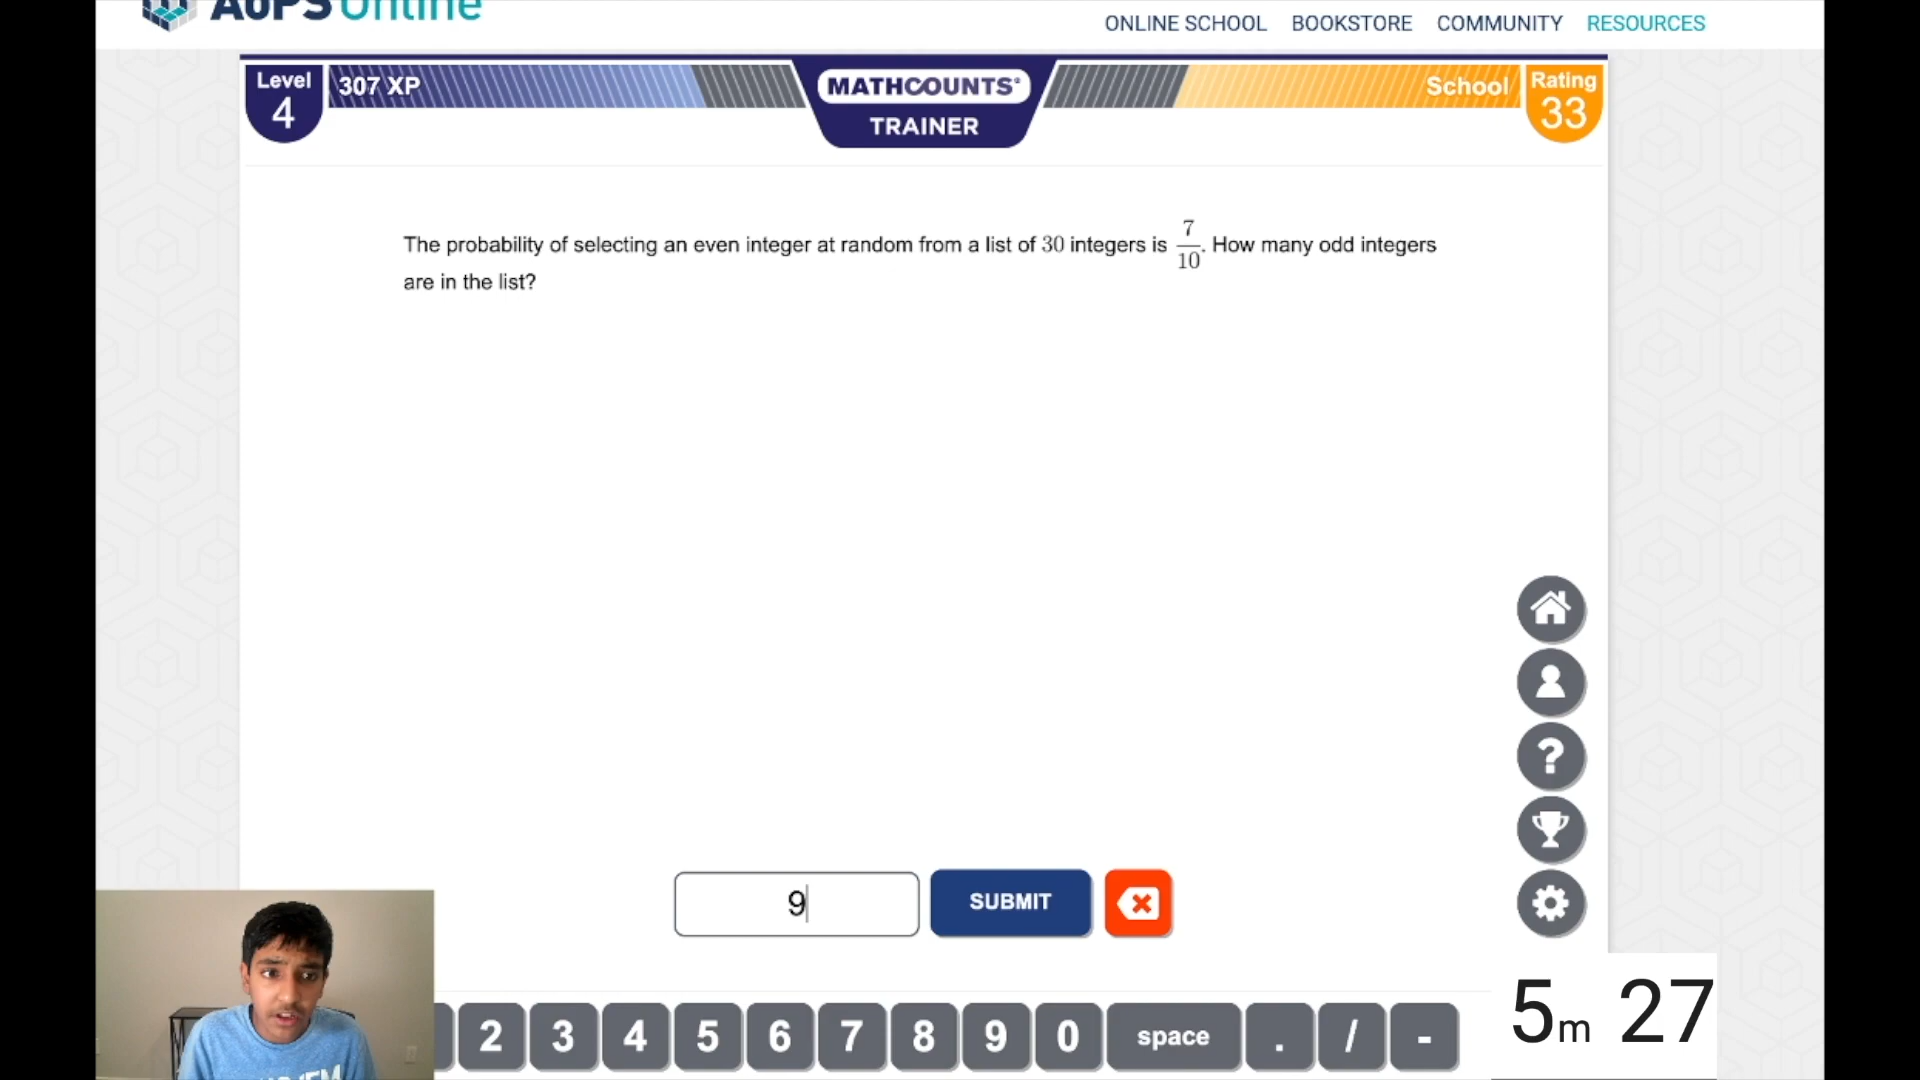 AoPS Online
ONLINE SCHOOL BOOKSTORE COMMUNITY RESOURCES
Level 4
307 XP
MATHCOUNTS®
TRAINER
School
Rating 33
The probability of selecting an even integer at random from a list of 30 integers is 7/10. How many odd integers
are in the list?
9
SUBMIT
2 3 4 5 6 7 8 9 0 space . / -
5m 27